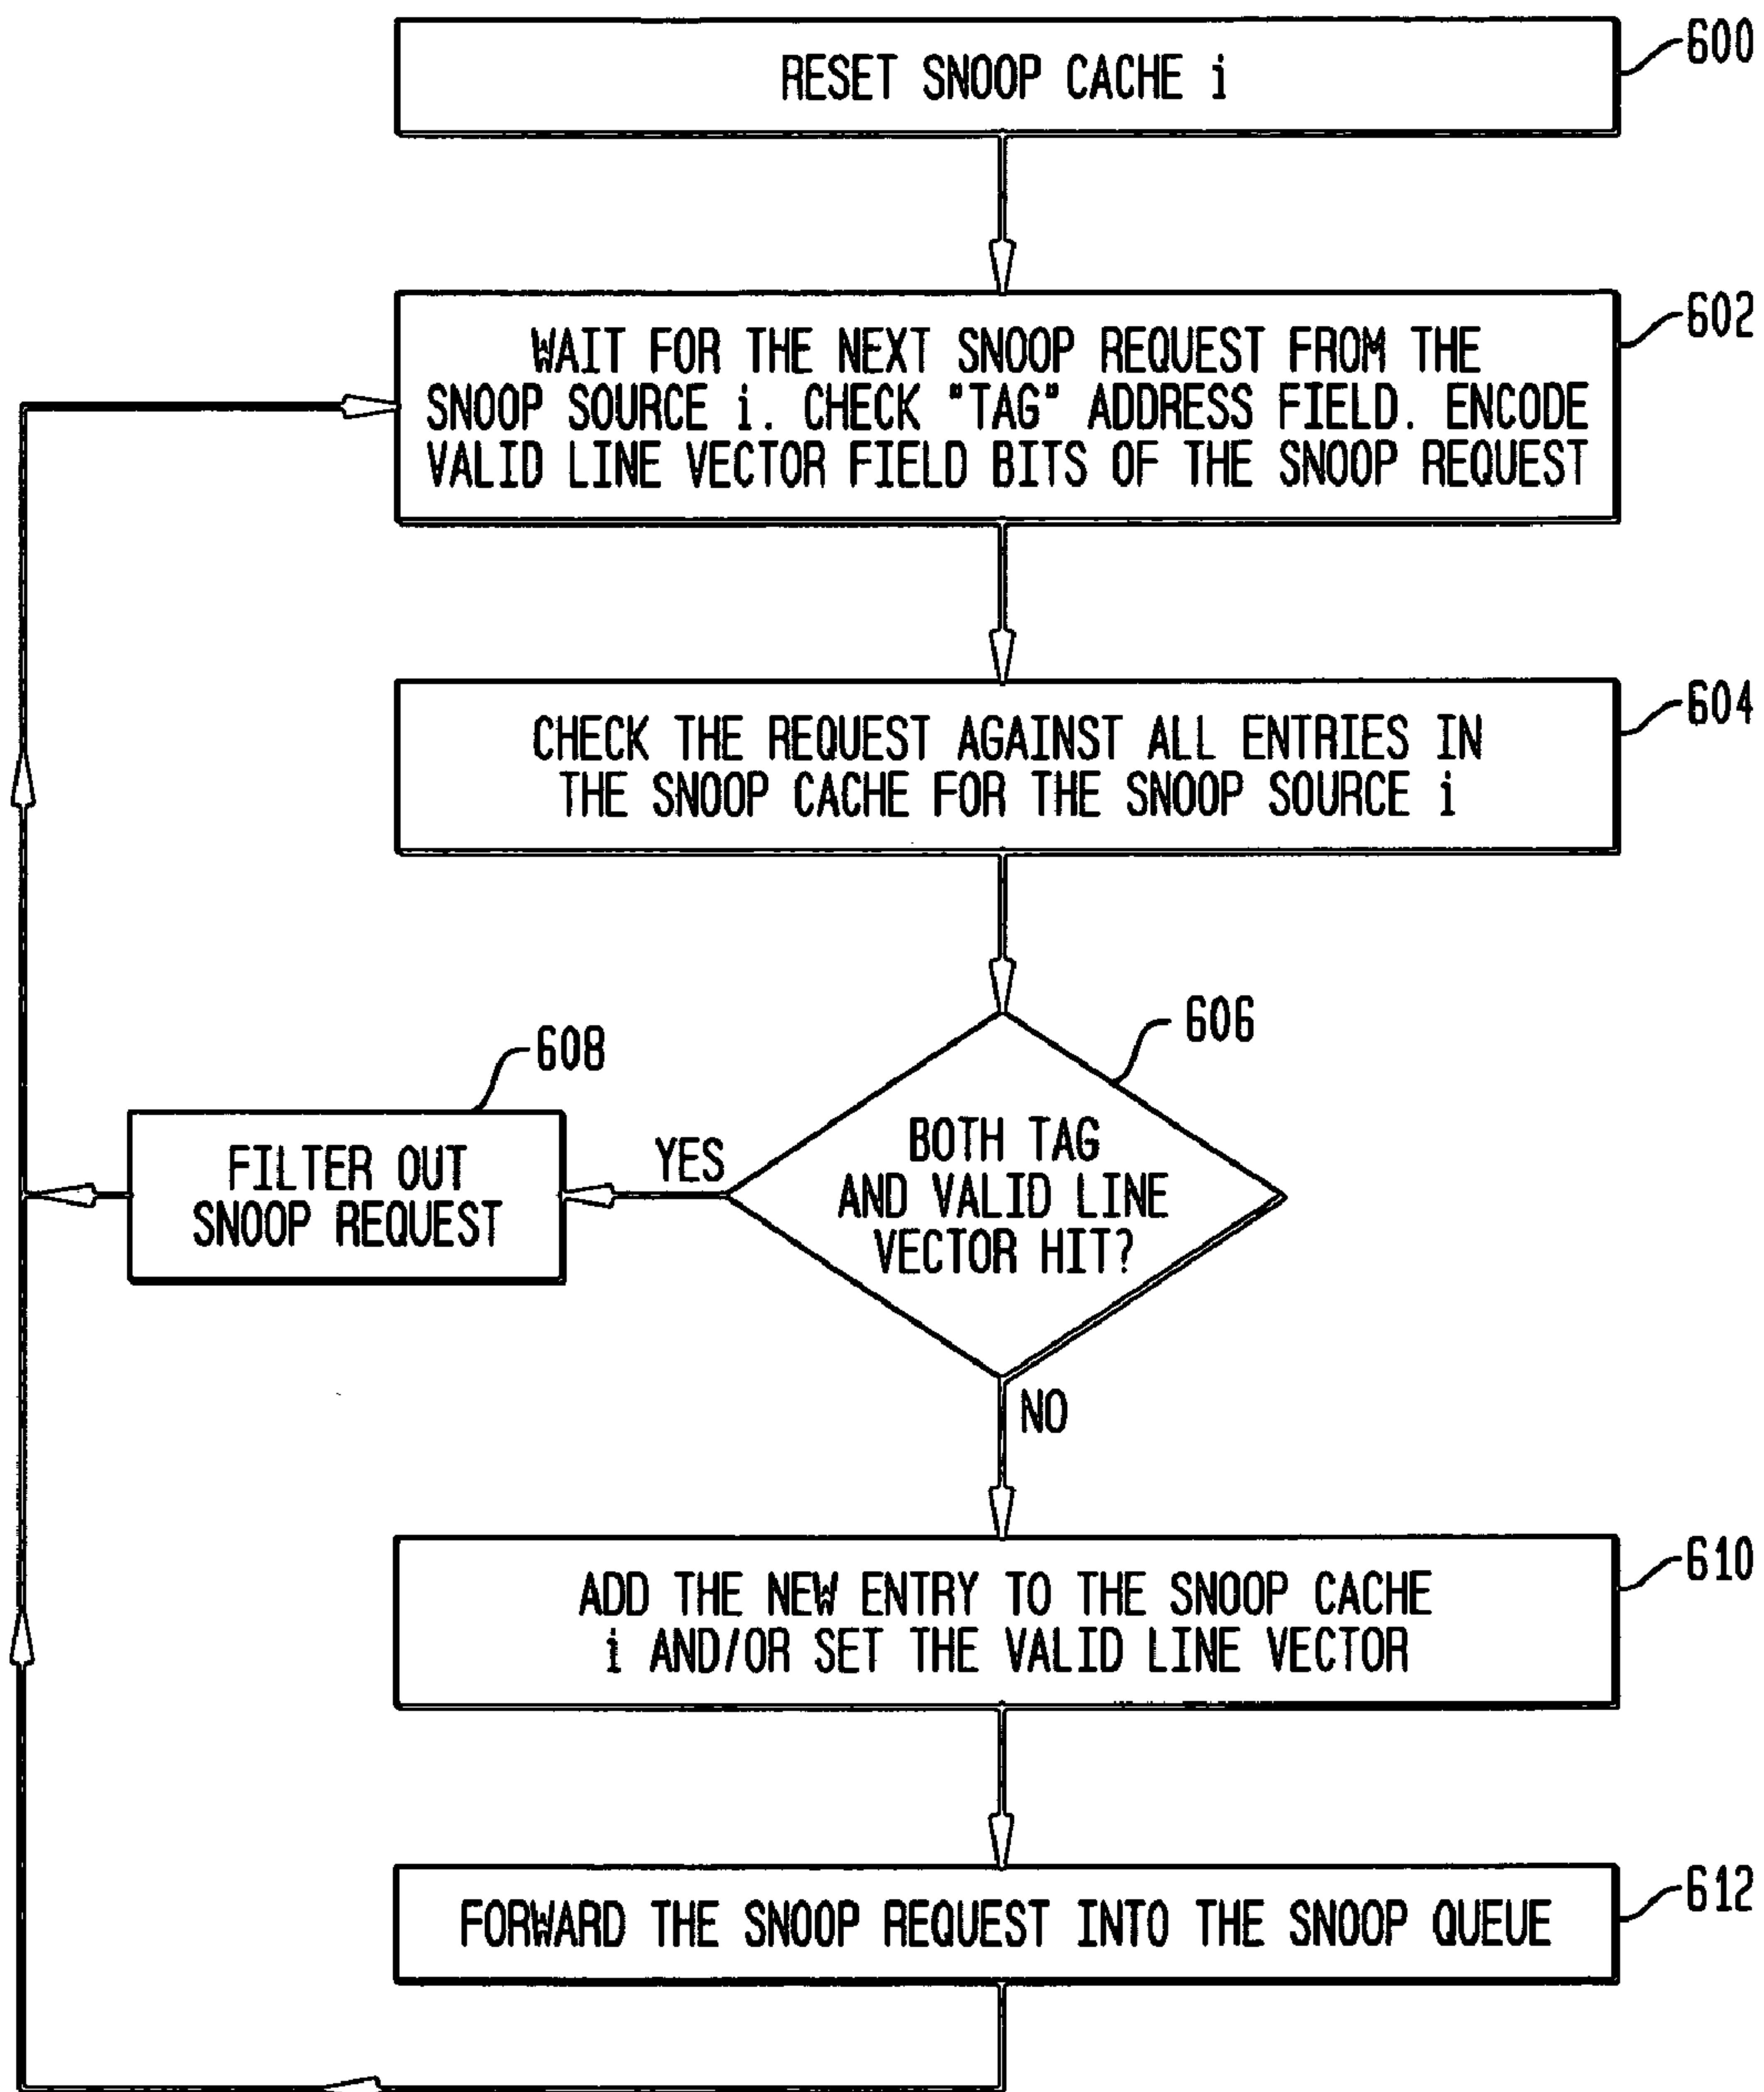 RESET SNOOP CACHE i
600
WAIT FOR THE NEXT SNOOP REQUEST FROM THE
SNOOP SOURCE i. CHECK "TAG" ADDRESS FIELD. ENCODE
VALID LINE VECTOR FIELD BITS OF THE SNOOP REQUEST
602
CHECK THE REQUEST AGAINST ALL ENTRIES IN
THE SNOOP CACHE FOR THE SNOOP SOURCE i
604
BOTH TAG
AND VALID LINE
VECTOR HIT?
606
YES
FILTER OUT
SNOOP REQUEST
608
NO
ADD THE NEW ENTRY TO THE SNOOP CACHE
i AND/OR SET THE VALID LINE VECTOR
610
FORWARD THE SNOOP REQUEST INTO THE SNOOP QUEUE
612